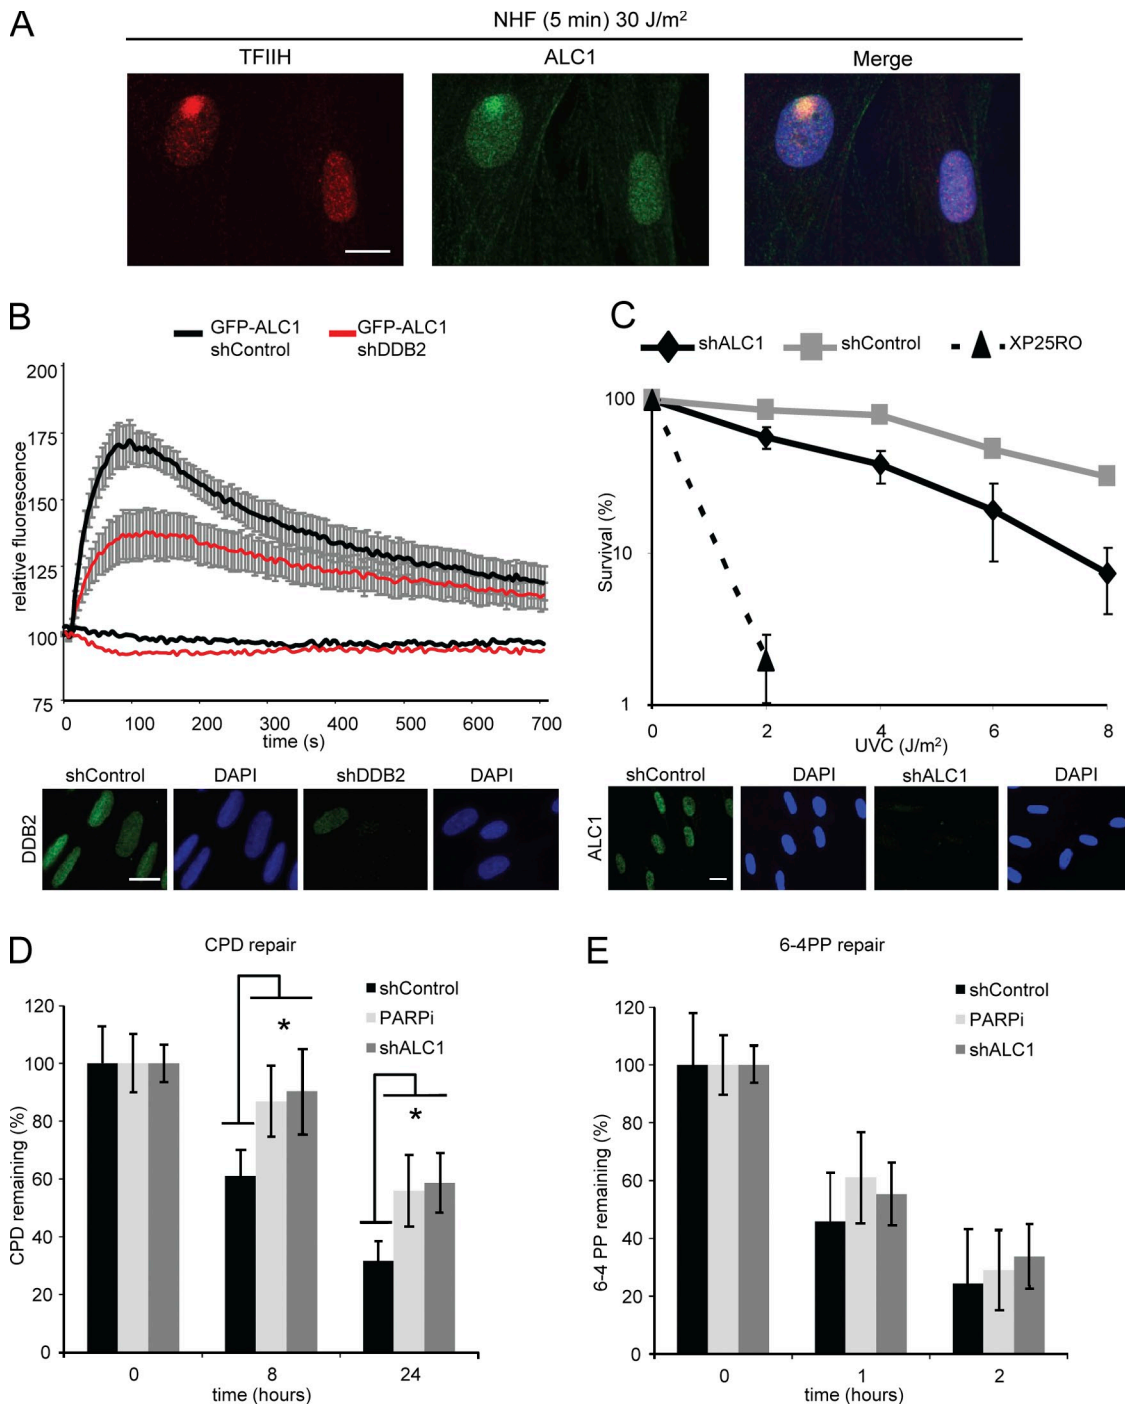 A
NHF (5 min) 30 J/m²
TFIIH
ALC1
Merge
B
GFP-ALC1
shControl
GFP-ALC1
shDDB2
200
175
150
125
100
75
relative fluorescence
0
100
200
300
400
500
600
700
time (s)
shControl
DAPI
shDDB2
DAPI
DDB2
C
shALC1
shControl
XP25RO
100
10
1
Survival (%)
0
2
4
6
8
UVC (J/m²)
shControl
DAPI
shALC1
DAPI
ALC1
D
CPD repair
shControl
PARPi
shALC1
*
*
120
100
80
60
40
20
0
CPD remaining (%)
0
8
24
time (hours)
E
6-4PP repair
shControl
PARPi
shALC1
120
100
80
60
40
20
0
6-4 PP remaining (%)
0
1
2
time (hours)